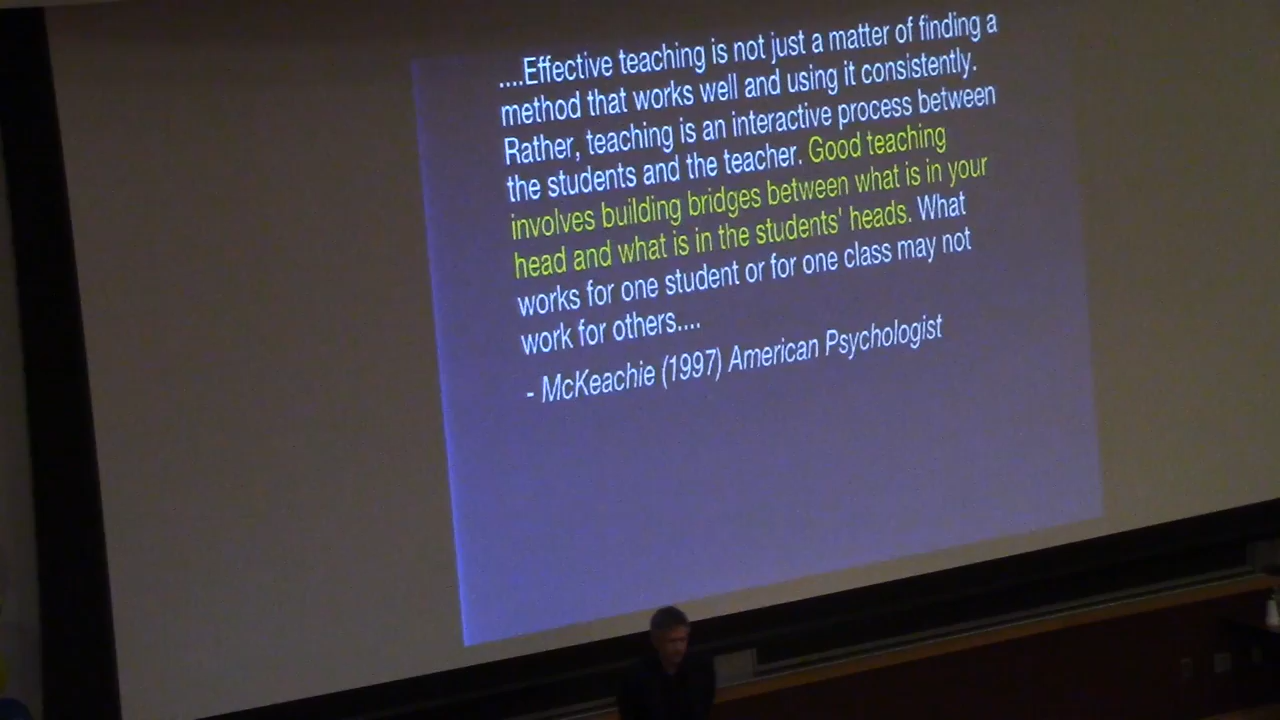 ....Effective teaching is not just a matter of finding a
method that works well and using it consistently.
Rather, teaching is an interactive process between
the students and the teacher. Good teaching
involves building bridges between what is in your
head and what is in the students' heads. What
works for one student or for one class may not
work for others....
- McKeachie (1997) American Psychologist